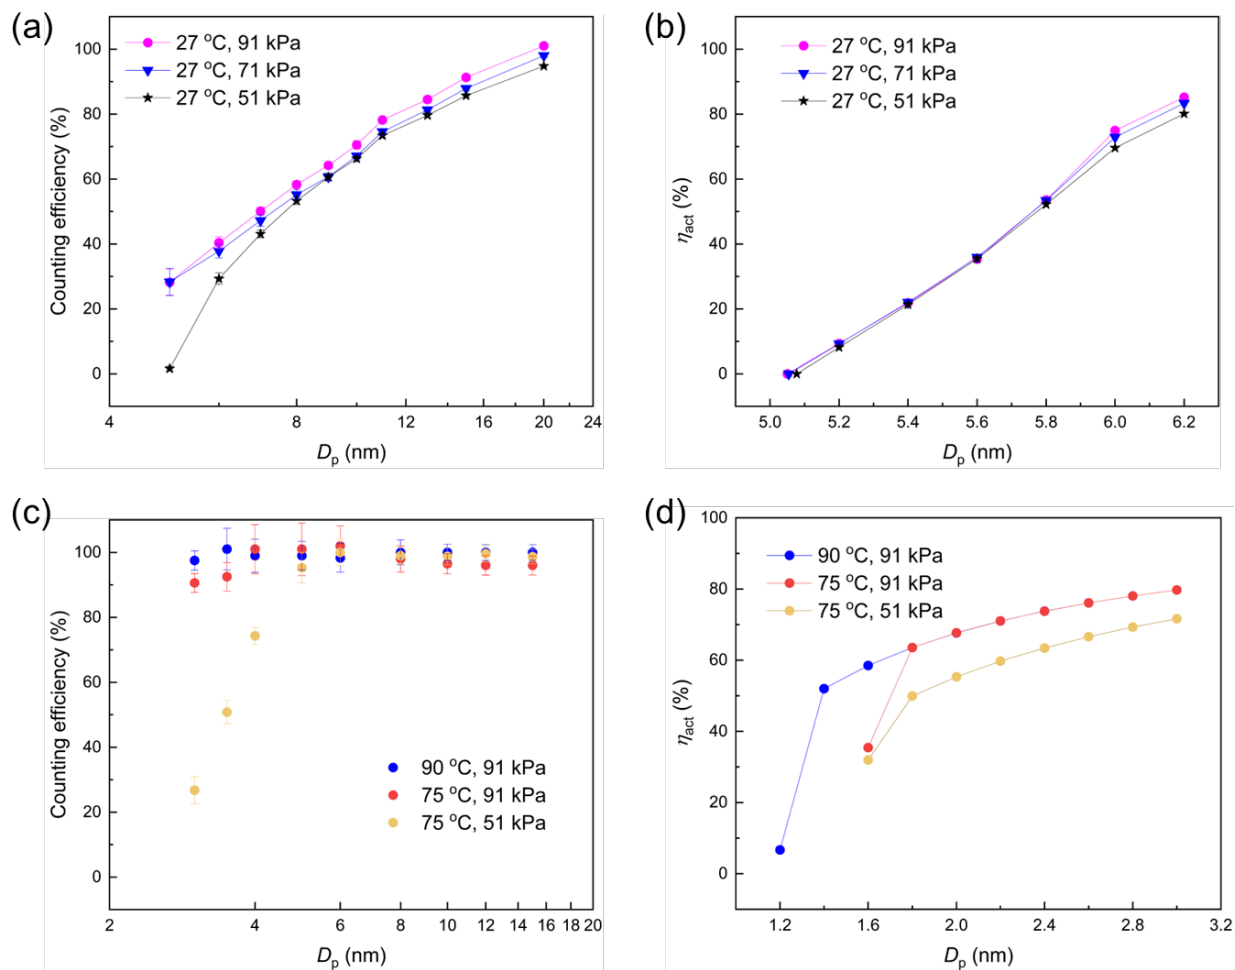 (a)
27 °C, 91 kPa
27 °C, 71 kPa
27 °C, 51 kPa
Counting efficiency (%)
100
80
60
40
20
0
4
8
12
16
20
24
Dp (nm)
(b)
27 °C, 91 kPa
27 °C, 71 kPa
27 °C, 51 kPa
ηact (%)
100
80
60
40
20
0
5.0
5.2
5.4
5.6
5.8
6.0
6.2
Dp (nm)
(c)
Counting efficiency (%)
100
80
60
40
20
0
90 °C, 91 kPa
75 °C, 91 kPa
75 °C, 51 kPa
2
4
6
8
10
12
14
16
18
20
Dp (nm)
(d)
90 °C, 91 kPa
75 °C, 91 kPa
75 °C, 51 kPa
ηact (%)
100
80
60
40
20
0
1.2
1.6
2.0
2.4
2.8
3.2
Dp (nm)